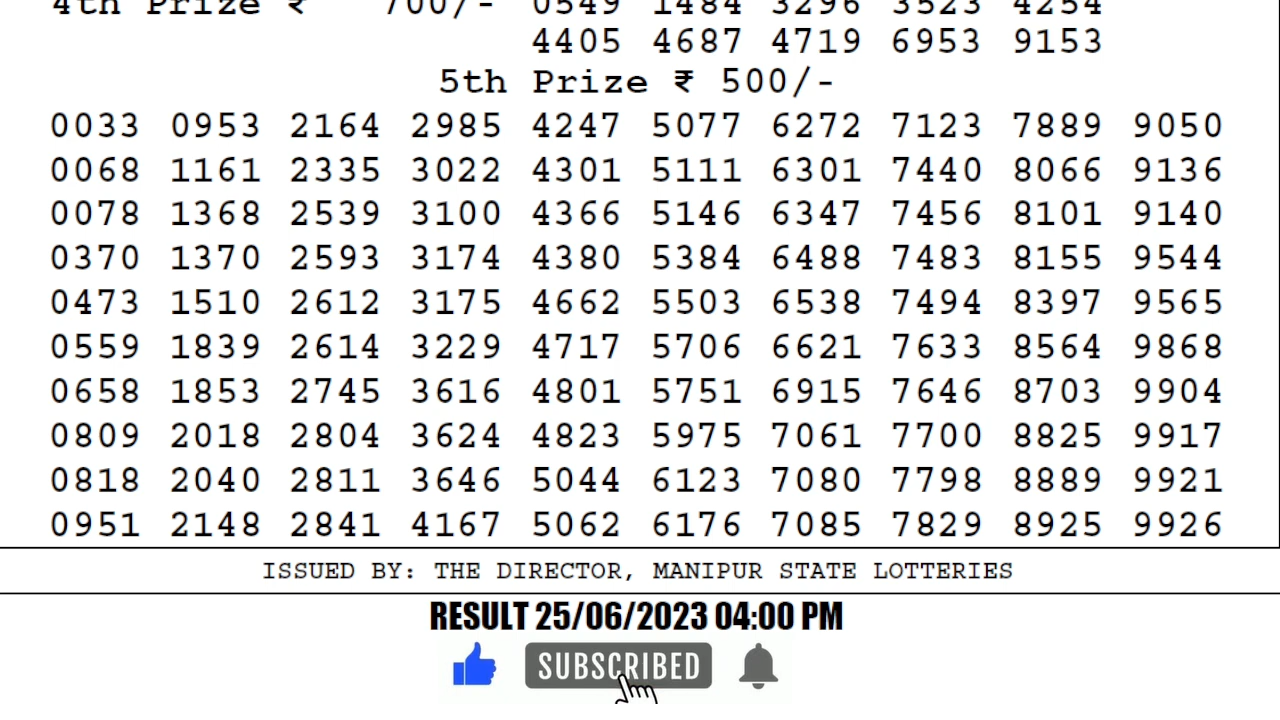 4th Prize ₹ 700/- 0549 1484 3296 3523 4254
4405 4687 4719 6953 9153
5th Prize ₹ 500/-
0033 0953 2164 2985 4247 5077 6272 7123 7889 9050
0068 1161 2335 3022 4301 5111 6301 7440 8066 9136
0078 1368 2539 3100 4366 5146 6347 7456 8101 9140
0370 1370 2593 3174 4380 5384 6488 7483 8155 9544
0473 1510 2612 3175 4662 5503 6538 7494 8397 9565
0559 1839 2614 3229 4717 5706 6621 7633 8564 9868
0658 1853 2745 3616 4801 5751 6915 7646 8703 9904
0809 2018 2804 3624 4823 5975 7061 7700 8825 9917
0818 2040 2811 3646 5044 6123 7080 7798 8889 9921
0951 2148 2841 4167 5062 6176 7085 7829 8925 9926
ISSUED BY: THE DIRECTOR, MANIPUR STATE LOTTERIES
RESULT 25/06/2023 04:00 PM
SUBSCRIBED